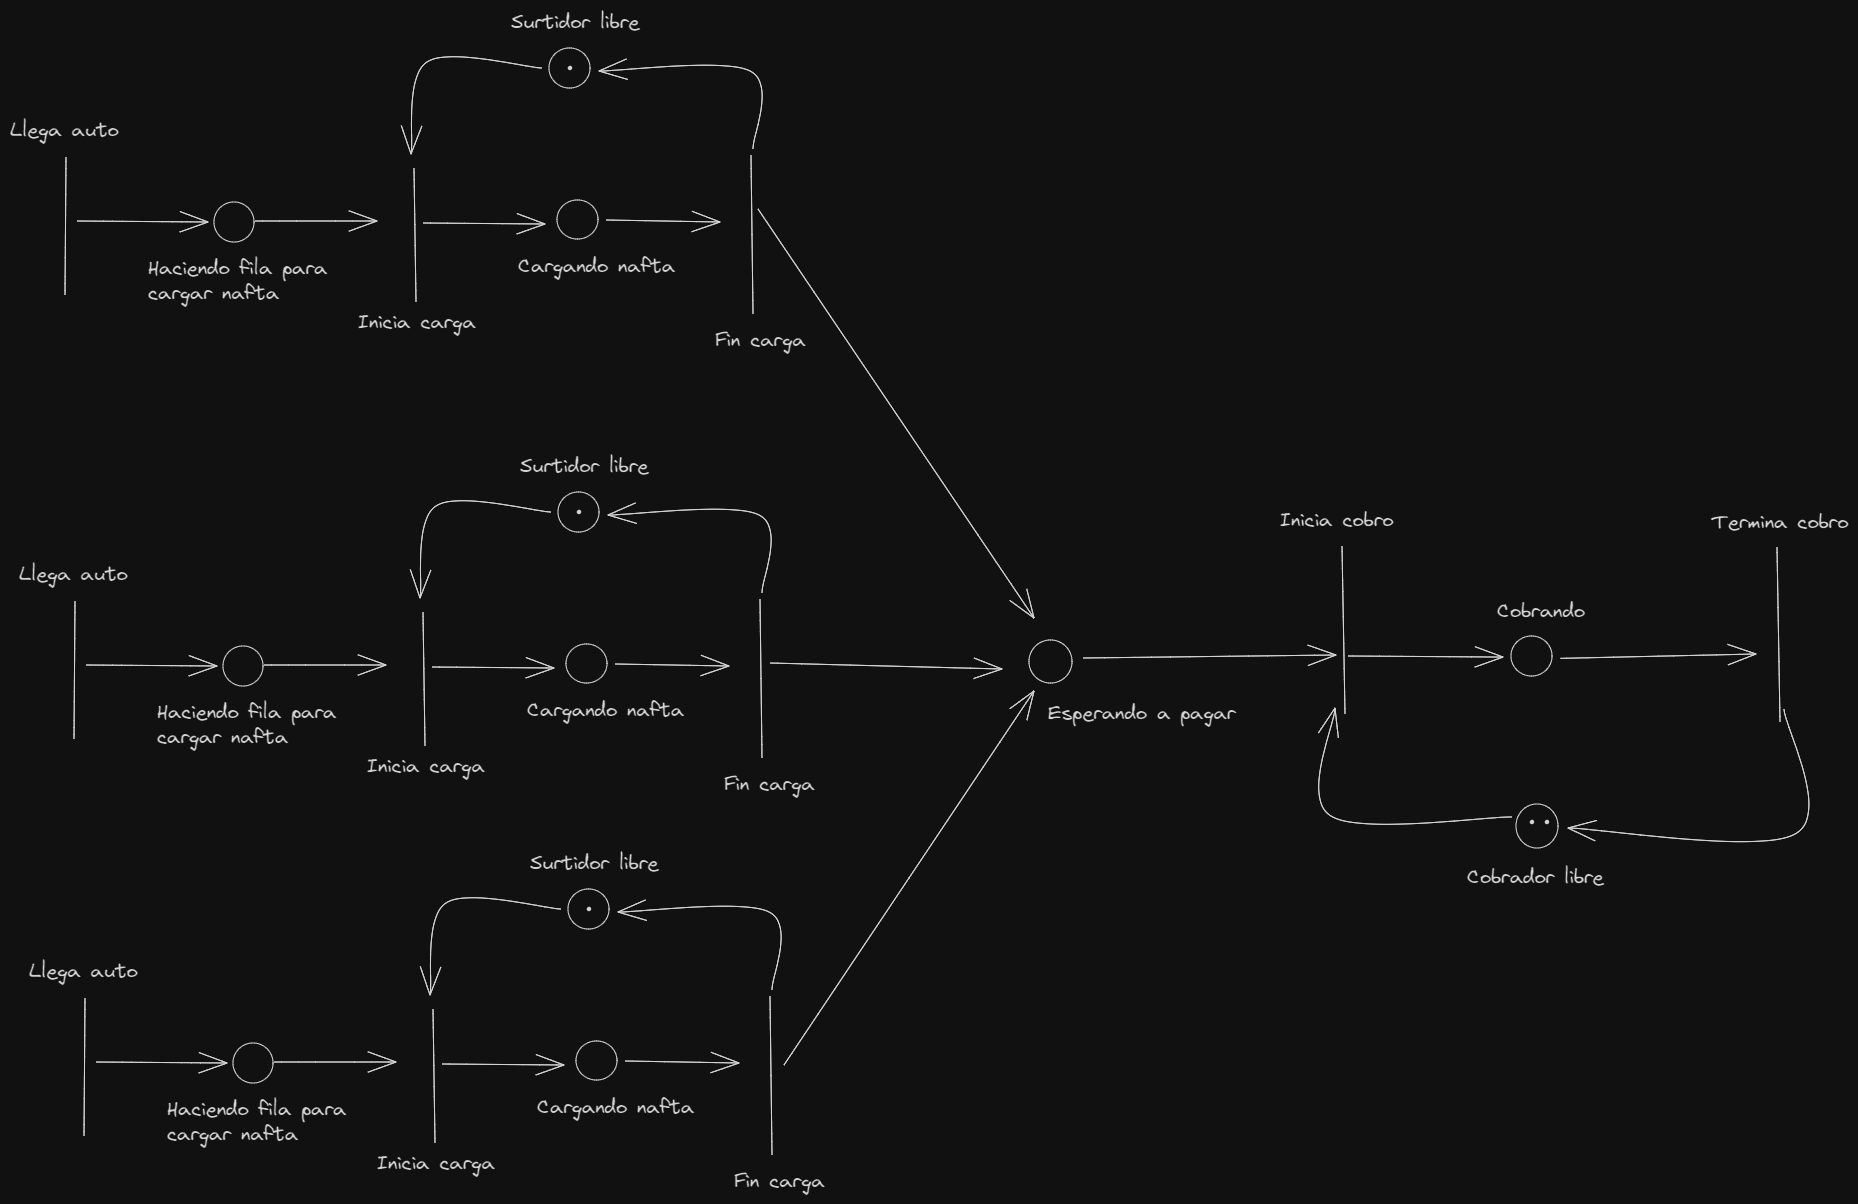 Surtidor libre
Llega auto
Haciendo fila para
cargar nafta
Cargando nafta
Inicia carga
Fin carga
Surtidor libre
Llega auto
Haciendo fila para
cargar nafta
Cargando nafta
Inicia carga
Fin carga
Surtidor libre
Llega auto
Haciendo fila para
cargar nafta
Cargando nafta
Inicia carga
Fin carga
Esperando a pagar
Inicia cobro
Cobrando
Termina cobro
Cobrador libre